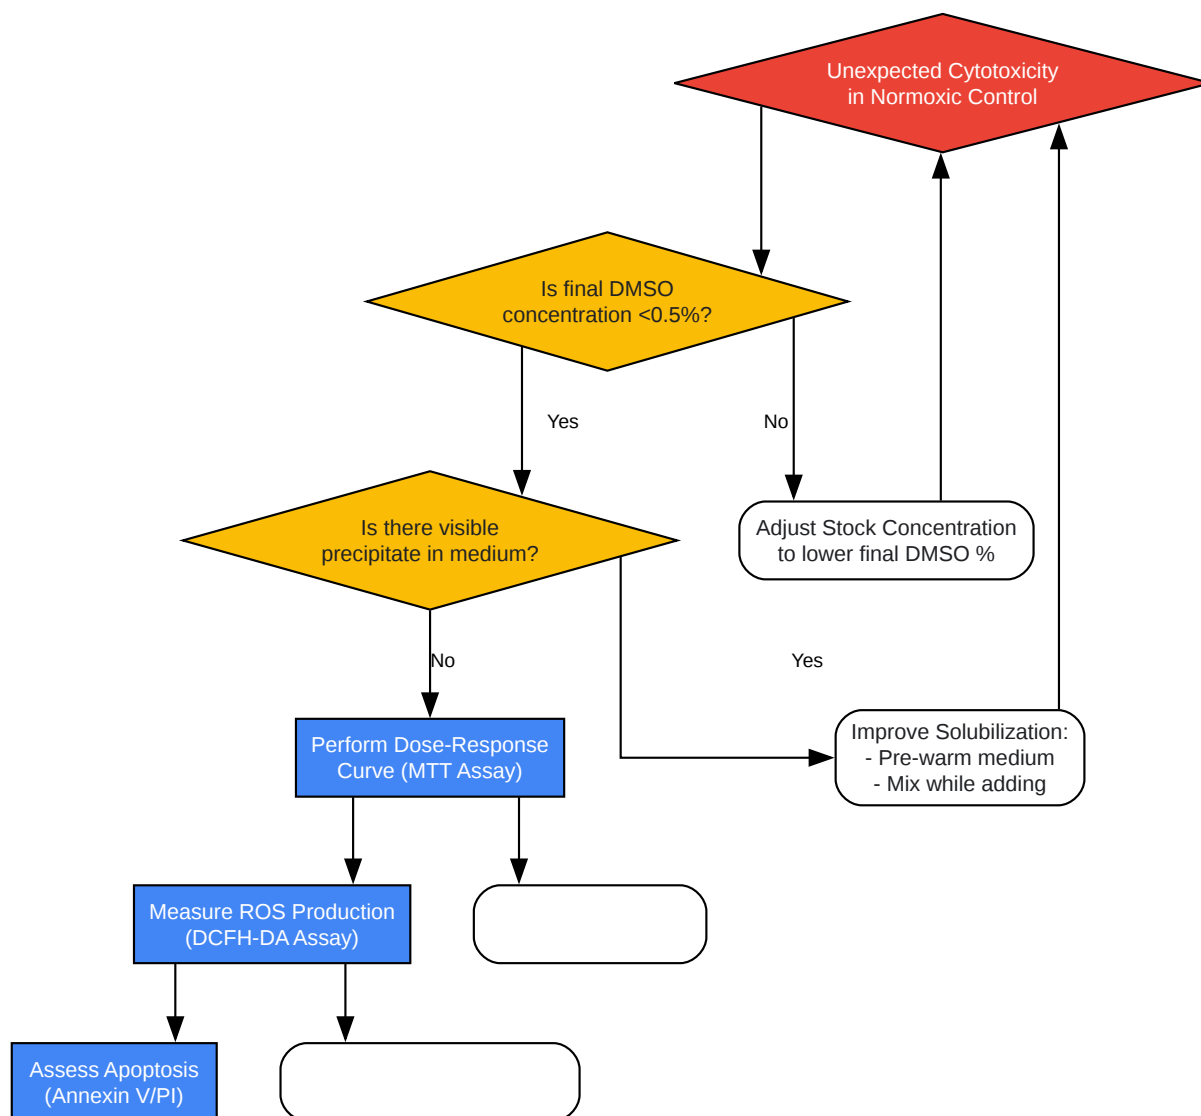 Unexpected Cytotoxicity
in Normoxic Control
Is final DMSO
concentration <0.5%?
Yes
No
Is there visible
precipitate in medium?
Adjust Stock Concentration
to lower final DMSO %
No
Yes
Perform Dose-Response
Curve (MTT Assay)
Improve Solubilization:
- Pre-warm medium
- Mix while adding
Measure ROS Production
(DCFH-DA Assay)
Assess Apoptosis
(Annexin V/PI)